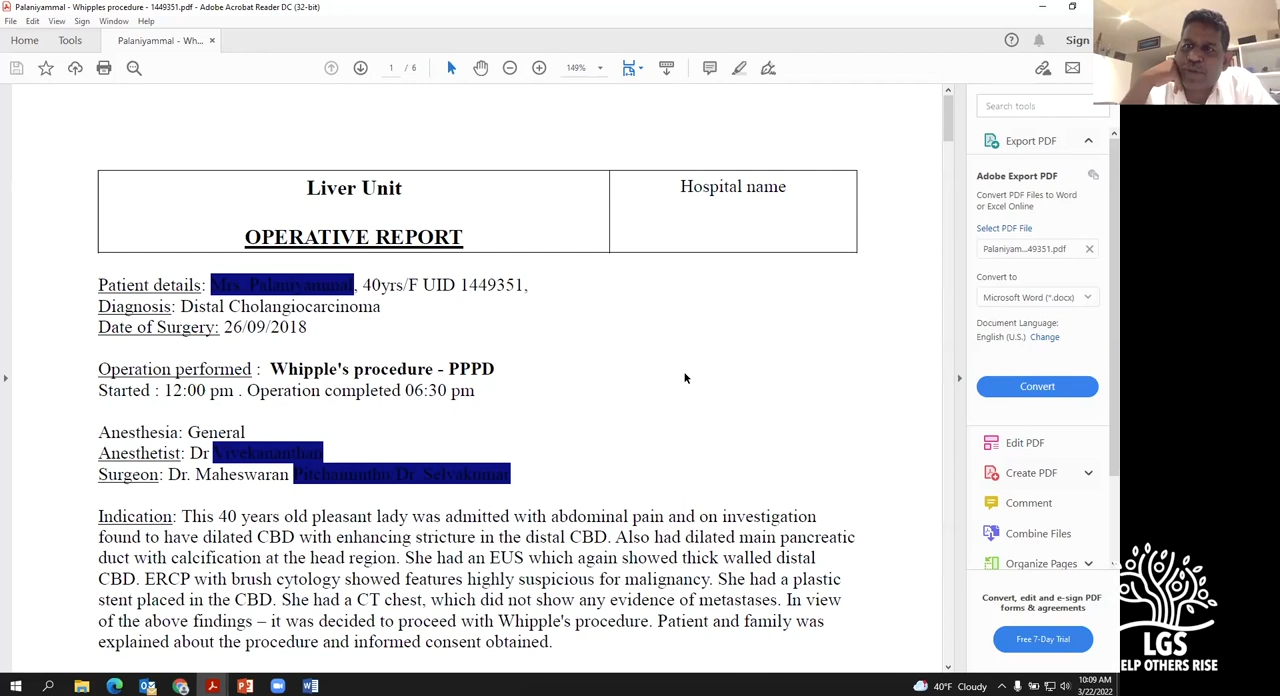 Palaniyammal - Whipples procedure - 1449351.pdf - Adobe Acrobat Reader DC (32-bit)
File Edit View Sign Window Help
Home Tools Palaniyammal - Wh... ×
Sign
1 / 6 149%
Search tools
Export PDF
Adobe Export PDF
Convert PDF Files to Word
or Excel Online
Select PDF File
Palaniyam...49351.pdf
Convert to
Microsoft Word (*.docx)
Document Language:
English (U.S.) Change
Convert
Edit PDF
Create PDF
Comment
Combine Files
Organize Pages
Convert, edit and e-sign PDF
forms & agreements
Free 7-Day Trial
Liver Unit
OPERATIVE REPORT
Hospital name
Patient details: Mrs. Palaniyammal, 40yrs/F UID 1449351,
Diagnosis: Distal Cholangiocarcinoma
Date of Surgery: 26/09/2018
Operation performed : Whipple's procedure - PPPD
Started : 12:00 pm . Operation completed 06:30 pm
Anesthesia: General
Anesthetist: Dr Vivekananthan
Surgeon: Dr. Maheswaran Pitchaimuthu Dr. Selvakumar
Indication: This 40 years old pleasant lady was admitted with abdominal pain and on investigation
found to have dilated CBD with enhancing stricture in the distal CBD. Also had dilated main pancreatic
duct with calcification at the head region. She had an EUS which again showed thick walled distal
CBD. ERCP with brush cytology showed features highly suspicious for malignancy. She had a plastic
stent placed in the CBD. She had a CT chest, which did not show any evidence of metastases. In view
of the above findings – it was decided to proceed with Whipple's procedure. Patient and family was
explained about the procedure and informed consent obtained.
LGS
HELP OTHERS RISE
40°F Cloudy
10:09 AM
3/22/2022